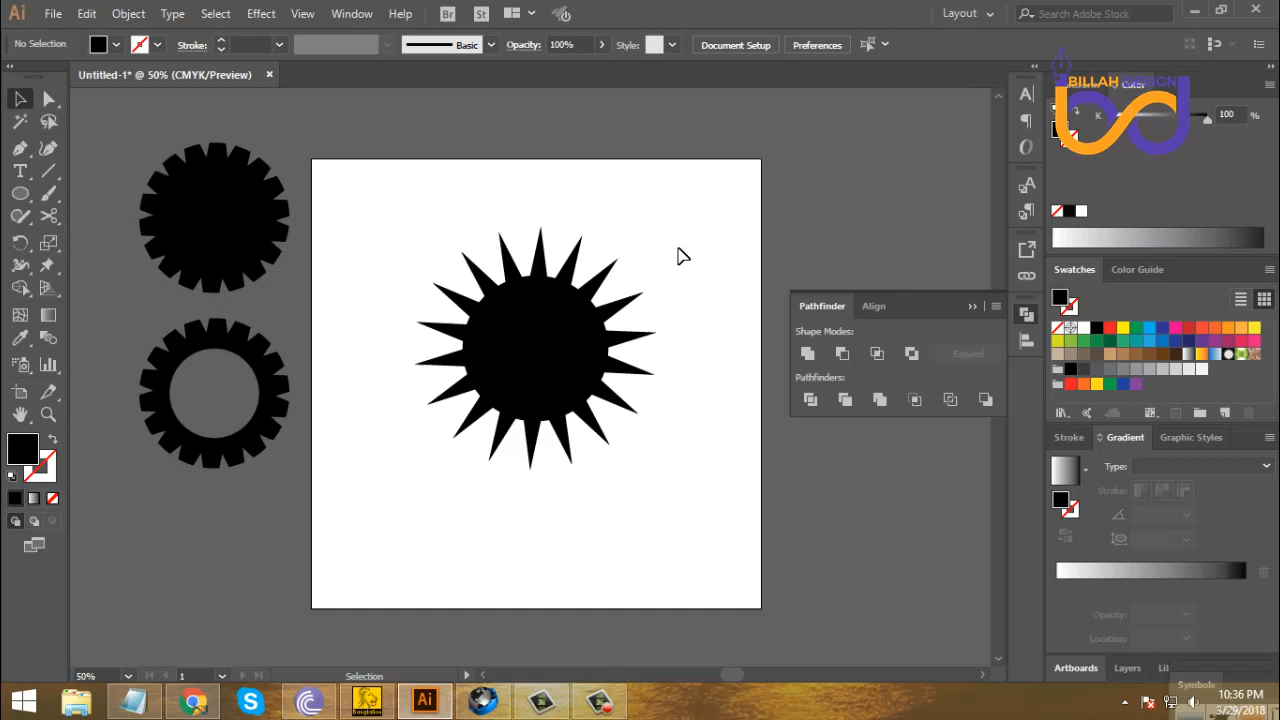 Ai File Edit Object Type Select Effect View Window Help Br St Layout Search Adobe Stock
No Selection Stroke: Basic Opacity: 100% Style: Document Setup Preferences
Untitled-1* @ 50% (CMYK/Preview)
BILLAH DESIGN
Color
K 100 %
Swatches Color Guide
Pathfinder Align
Shape Modes:
Expand
Pathfinders:
Stroke Gradient Graphic Styles
Type:
Stroke:
Opacity:
Location:
50% 1 Selection
Artboards Layers
Symbols
Ai
10:36 PM
3/29/2018